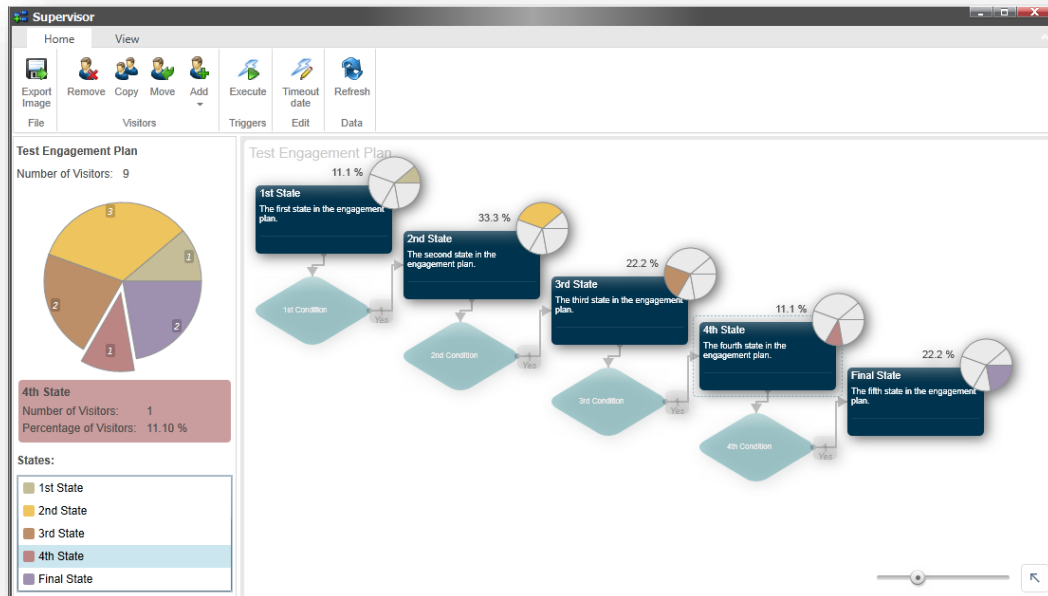 Supervisor
Home View
Export Image
Remove
Copy
Move
Add
Execute
Timeout date
Refresh
File
Visitors
Triggers
Edit
Data
Test Engagement Plan
Number of Visitors: 9
3
1
2
2
1
4th State
Number of Visitors: 1
Percentage of Visitors: 11.10 %
States:
1st State
2nd State
3rd State
4th State
Final State
Test Engagement Plan
11.1 %
1st State
The first state in the engagement
plan.
1st Condition
1
Yes
33.3 %
2nd State
The second state in the
engagement plan.
2nd Condition
1
Yes
22.2 %
3rd State
The third state in the engagement
plan.
3rd Condition
1
Yes
11.1 %
4th State
The fourth state in the
engagement plan.
4th Condition
1
Yes
22.2 %
Final State
The fifth state in the engagement
plan.